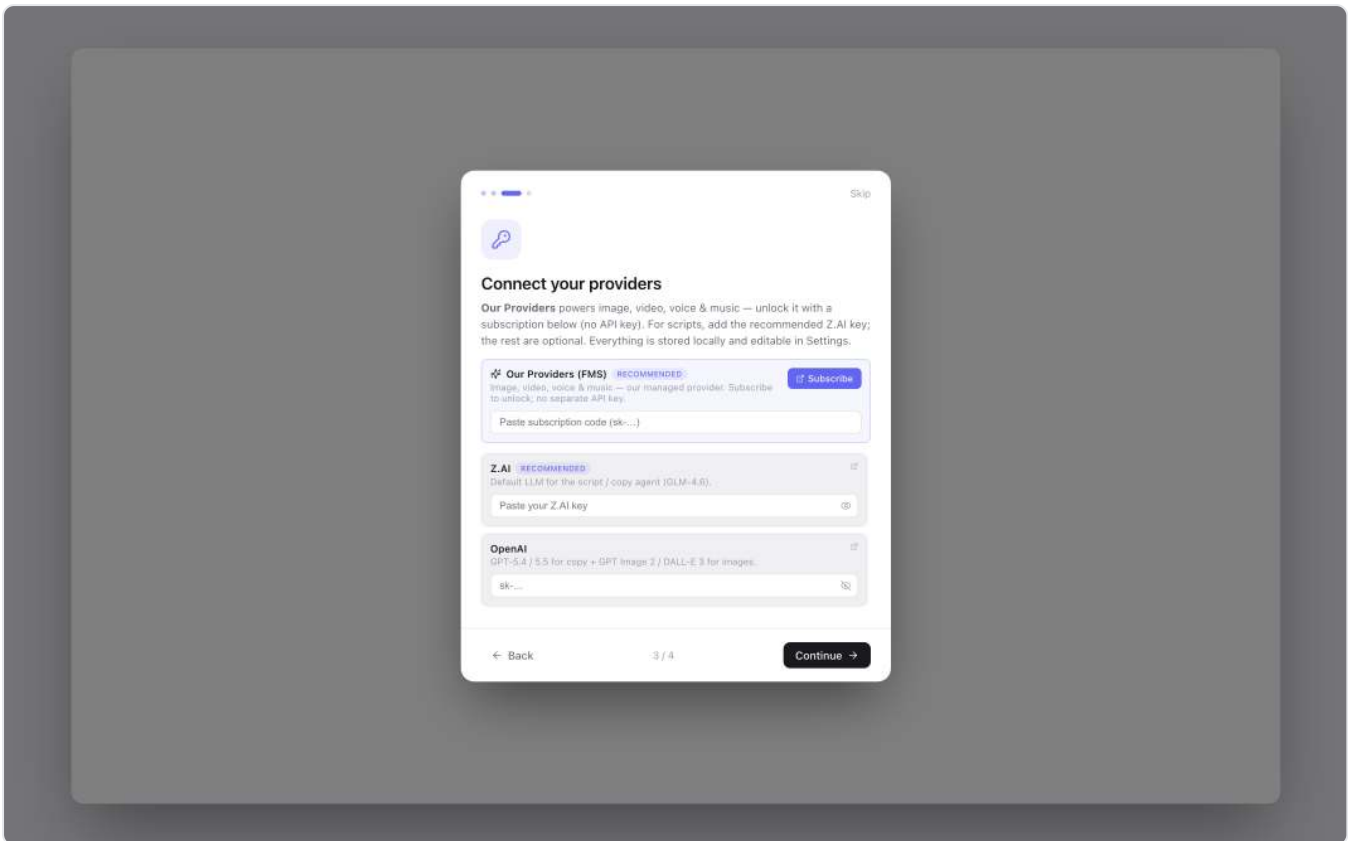 Skip
Connect your providers
Our Providers powers image, video, voice & music — unlock it with a
subscription below (no API key). For scripts, add the recommended Z.AI key;
the rest are optional. Everything is stored locally and editable in Settings.
Our Providers (FMS) RECOMMENDED
Subscribe
Image, video, voice & music — our managed provider. Subscribe
to unlock; no separate API key.
Paste subscription code (sk-...)
Z.AI RECOMMENDED
Default LLM for the script / copy agent (GLM-4.6).
Paste your Z.AI key
OpenAI
GPT-5.4 / 5.5 for copy + GPT Image 2 / DALL-E 3 for images.
sk-...
← Back
3 / 4
Continue →